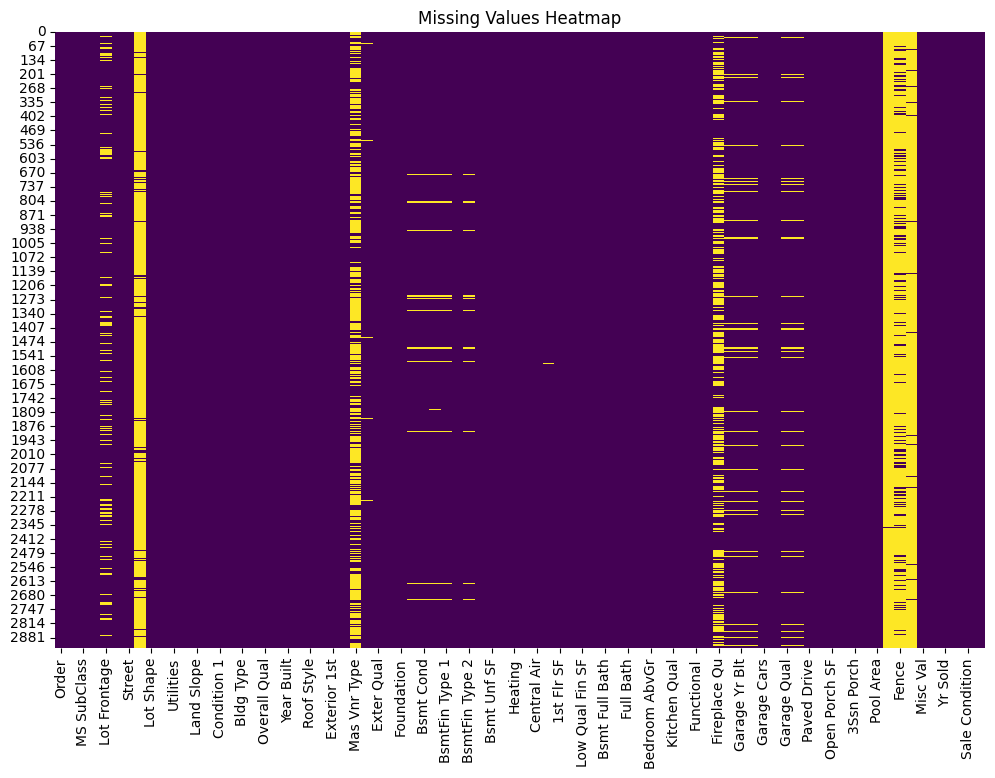 Missing Values Heatmap
0
67
134
201
268
335
402
469
536
603
670
737
804
871
938
1005
1072
1139
1206
1273
1340
1407
1474
1541
1608
1675
1742
1809
1876
1943
2010
2077
2144
2211
2278
2345
2412
2479
2546
2613
2680
2747
2814
2881
Order
MS SubClass
Lot Frontage
Street
Lot Shape
Utilities
Land Slope
Condition 1
Bldg Type
Overall Qual
Year Built
Roof Style
Exterior 1st
Mas Vnr Type
Exter Qual
Foundation
Bsmt Cond
BsmtFin Type 1
BsmtFin Type 2
Bsmt Unf SF
Heating
Central Air
1st Flr SF
Low Qual Fin SF
Bsmt Full Bath
Full Bath
Bedroom AbvGr
Kitchen Qual
Functional
Fireplace Qu
Garage Yr Blt
Garage Cars
Garage Qual
Paved Drive
Open Porch SF
3Ssn Porch
Pool Area
Fence
Misc Val
Yr Sold
Sale Condition